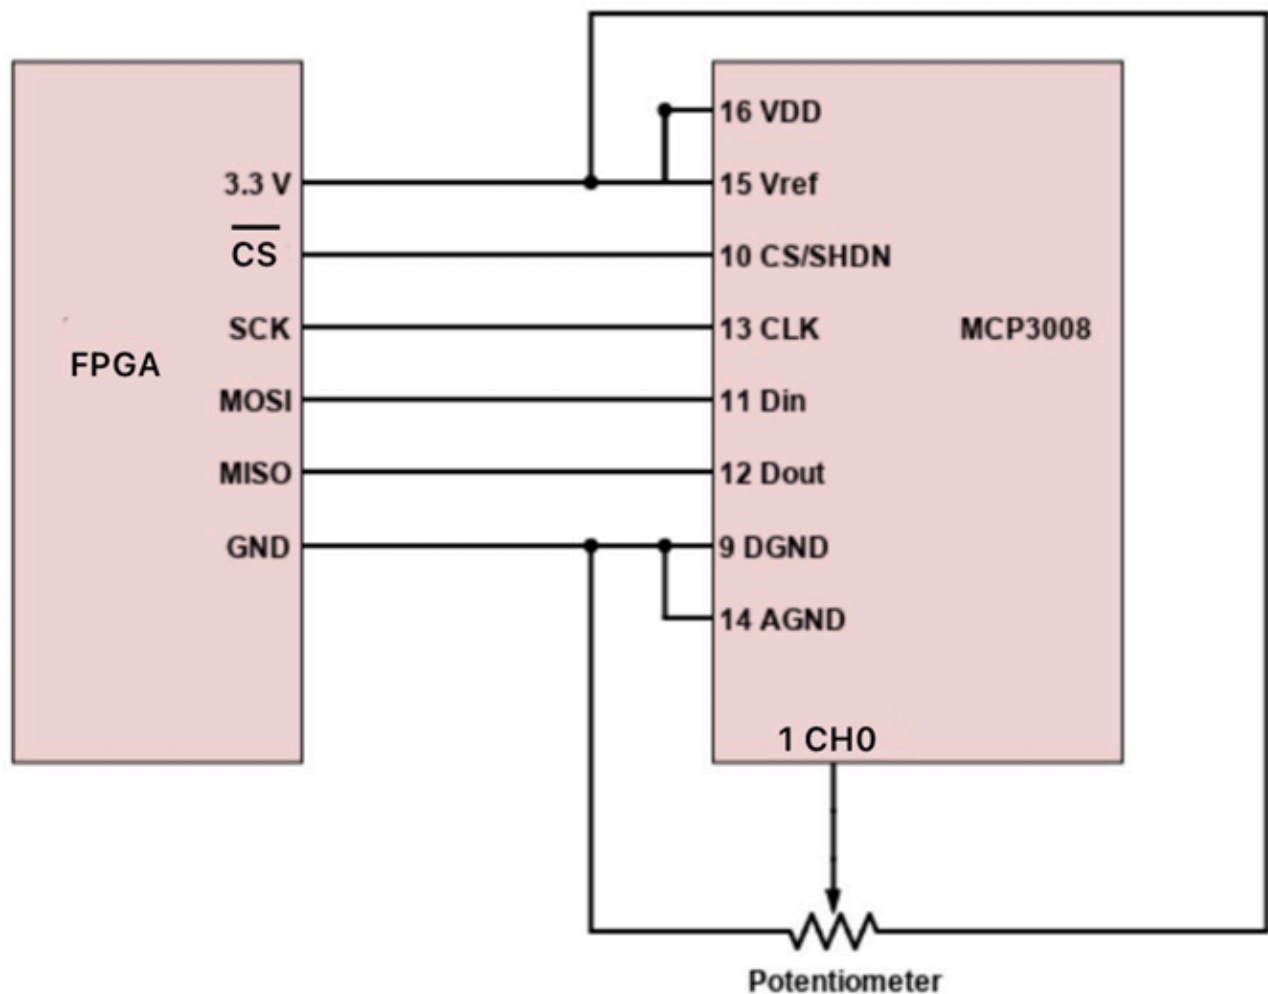 16 VDD
3.3 V
15 Vref
CS
10 CS/SHDN
SCK
13 CLK
MCP3008
FPGA
MOSI
11 Din
MISO
12 Dout
GND
9 DGND
14 AGND
1 CH0
Potentiometer